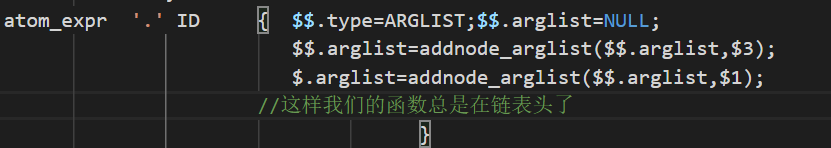 atom_expr '.' ID { $$.type=ARGLIST;$$.arglist=NULL;
$$.arglist=addnode_arglist($$.arglist,$3);
$.arglist=addnode_arglist($$.arglist,$1);
//这样我们的函数总是在链表头了
}